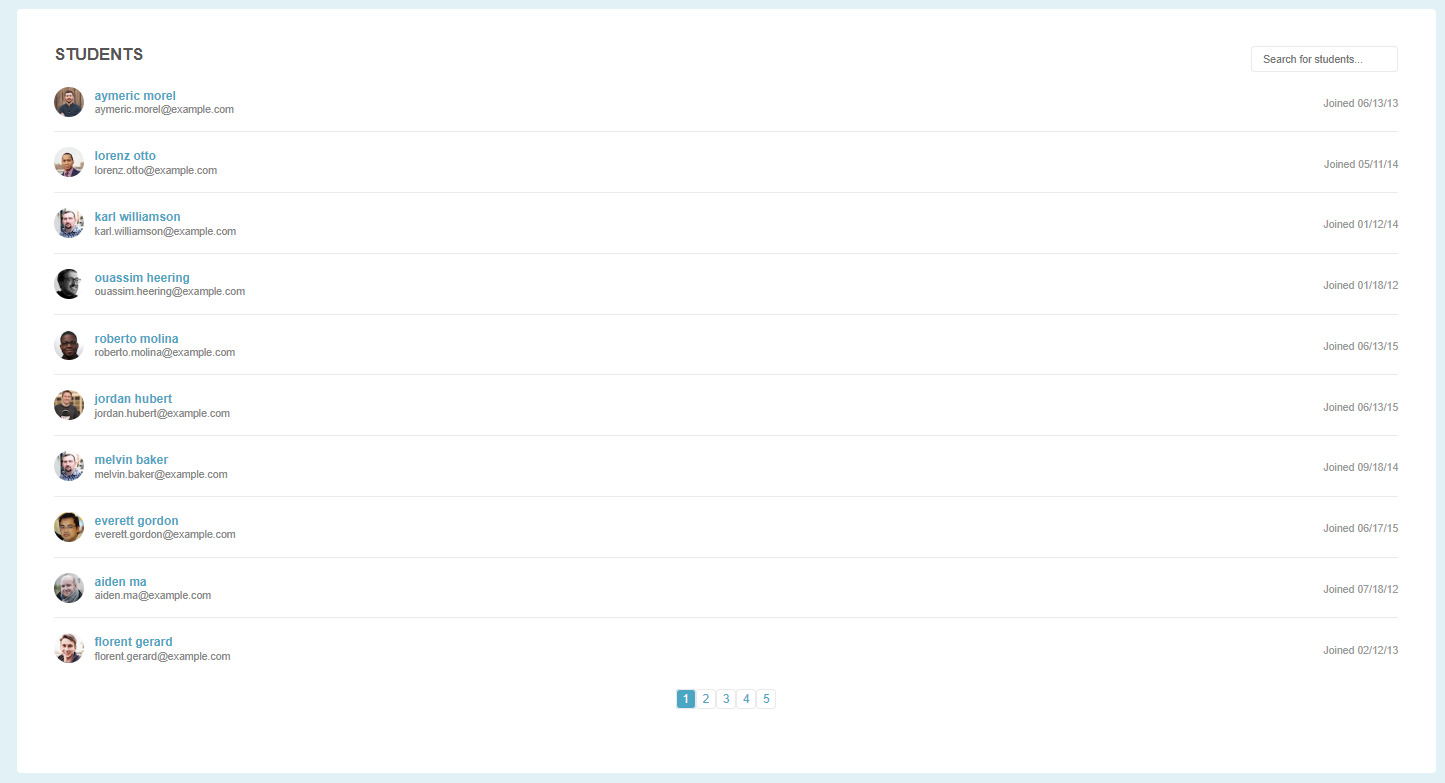 STUDENTS
Search for students...
aymeric morel
aymeric.morel@example.com
Joined 06/13/13
lorenz otto
lorenz.otto@example.com
Joined 05/11/14
karl williamson
karl.williamson@example.com
Joined 01/12/14
ouassim heering
ouassim.heering@example.com
Joined 01/18/12
roberto molina
roberto.molina@example.com
Joined 06/13/15
jordan hubert
jordan.hubert@example.com
Joined 06/13/15
melvin baker
melvin.baker@example.com
Joined 09/18/14
everett gordon
everett.gordon@example.com
Joined 06/17/15
aiden ma
aiden.ma@example.com
Joined 07/18/12
florent gerard
florent.gerard@example.com
Joined 02/12/13
1 2 3 4 5